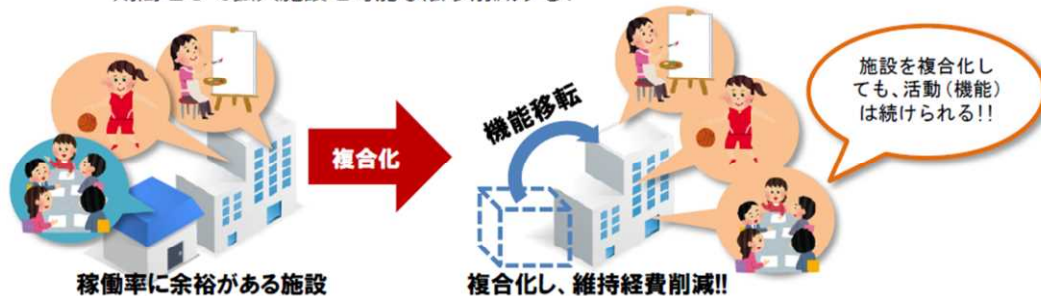 施設を複合化し
ても、活動(機能)
は続けられる!!
機能移転
複合化
稼働率に余裕がある施設
複合化し、維持経費削減!!